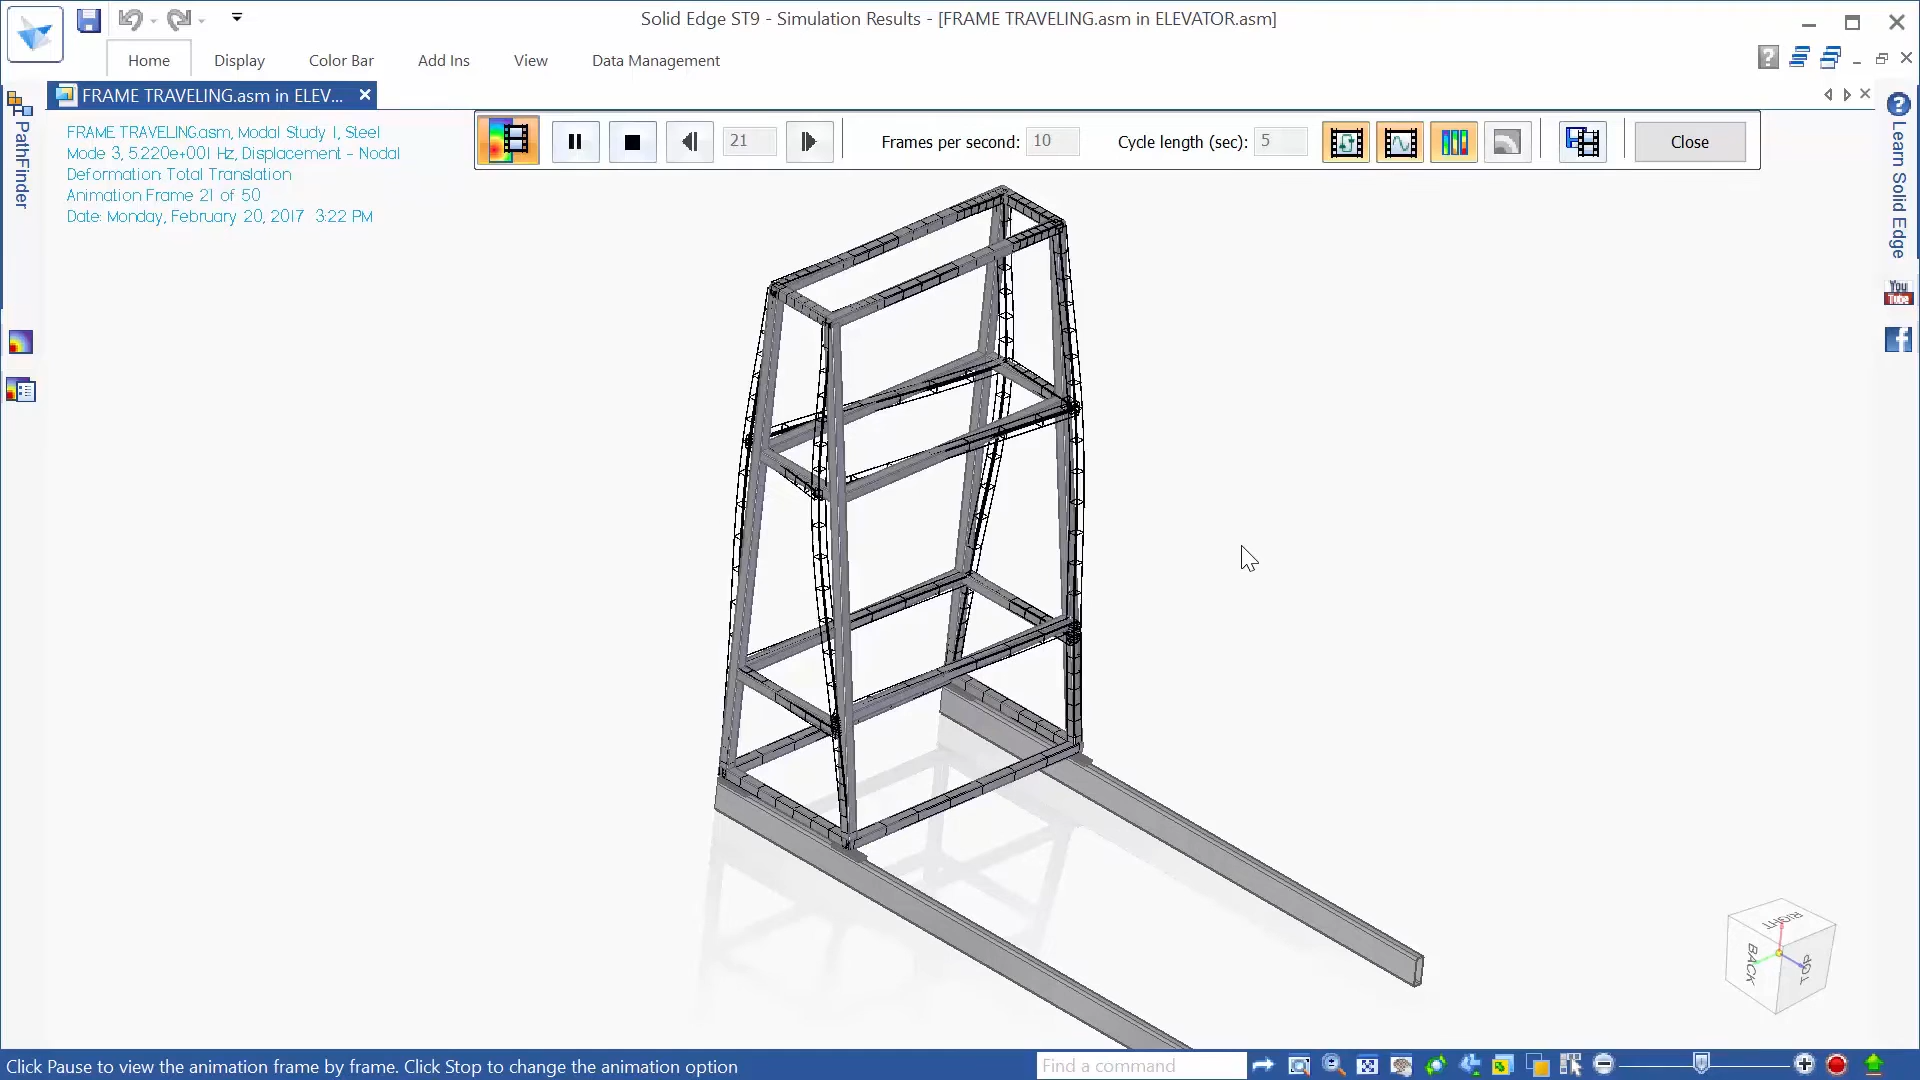 Solid Edge ST9 - Simulation Results - [FRAME TRAVELING.asm in ELEVATOR.asm]
Home Display Color Bar Add Ins View Data Management
FRAME TRAVELING.asm in ELEV...
PathFinder
FRAME TRAVELING.asm, Modal Study 1, Steel
Mode 3, 5.220e+001 Hz, Displacement - Nodal
Deformation: Total Translation
Animation Frame 21 of 50
Date: Monday, February 20, 2017 3:22 PM
21
Frames per second: 10
Cycle length (sec): 5
Close
Learn Solid Edge
You
Tube
RIGHT
BACK
TOP
Click Pause to view the animation frame by frame. Click Stop to change the animation option
Find a command